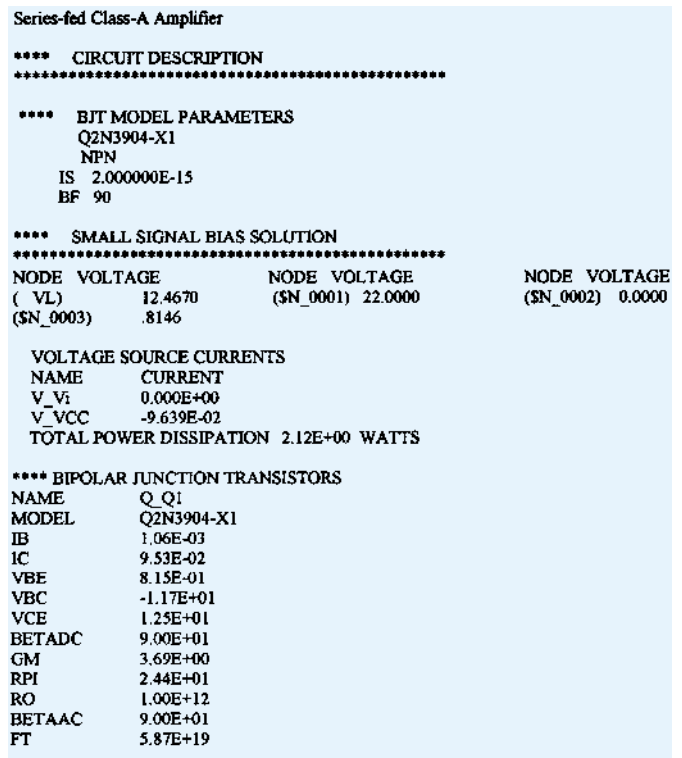 Series-fed Class-A Amplifier
**** CIRCUIT DESCRIPTION
************************************************
**** BJT MODEL PARAMETERS
Q2N3904-X1
NPN
IS 2.000000E-15
BF 90
**** SMALL SIGNAL BIAS SOLUTION
************************************************
NODE VOLTAGE NODE VOLTAGE NODE VOLTAGE
( VL) 12.4670 ($N_0001) 22.0000 ($N_0002) 0.0000
($N_0003) .8146
VOLTAGE SOURCE CURRENTS
NAME CURRENT
V_Vi 0.000E+00
V_VCC -9.639E-02
TOTAL POWER DISSIPATION 2.12E+00 WATTS
**** BIPOLAR JUNCTION TRANSISTORS
NAME Q_Q1
MODEL Q2N3904-X1
IB 1.06E-03
IC 9.53E-02
VBE 8.15E-01
VBC -1.17E+01
VCE 1.25E+01
BETADC 9.00E+01
GM 3.69E+00
RPI 2.44E+01
RO 1.00E+12
BETAAC 9.00E+01
FT 5.87E+19